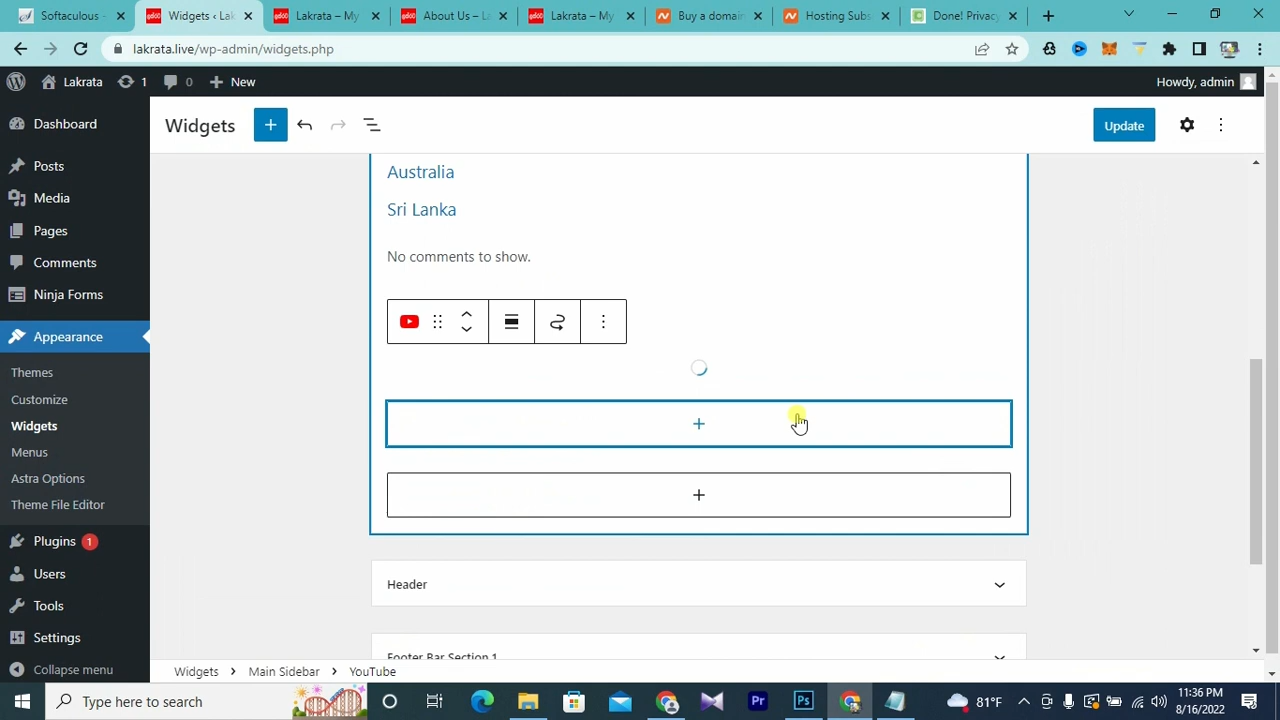 Softaculous -
Widgets ‹ Lak
Lakrata – My
About Us – La
Lakrata – My
Buy a domain
Hosting Subs
Done! Privacy
lakrata.live/wp-admin/widgets.php
Lakrata
1
0
New
Howdy, admin
Dashboard
Posts
Media
Pages
Comments
Ninja Forms
Appearance
Themes
Customize
Widgets
Menus
Astra Options
Theme File Editor
Plugins 1
Users
Tools
Settings
Collapse menu
Widgets
Update
Australia
Sri Lanka
No comments to show.
Header
Footer Bar Section 1
Widgets > Main Sidebar > YouTube
Type here to search
81°F
11:36 PM
8/16/2022